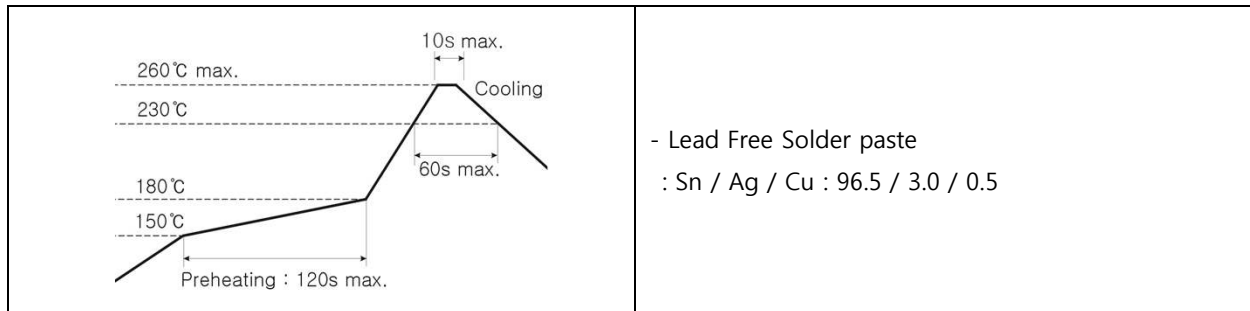 10s max.
260℃ max.
Cooling
230℃
60s max.
180℃
150℃
Preheating : 120s max.
- Lead Free Solder paste
: Sn / Ag / Cu : 96.5 / 3.0 / 0.5